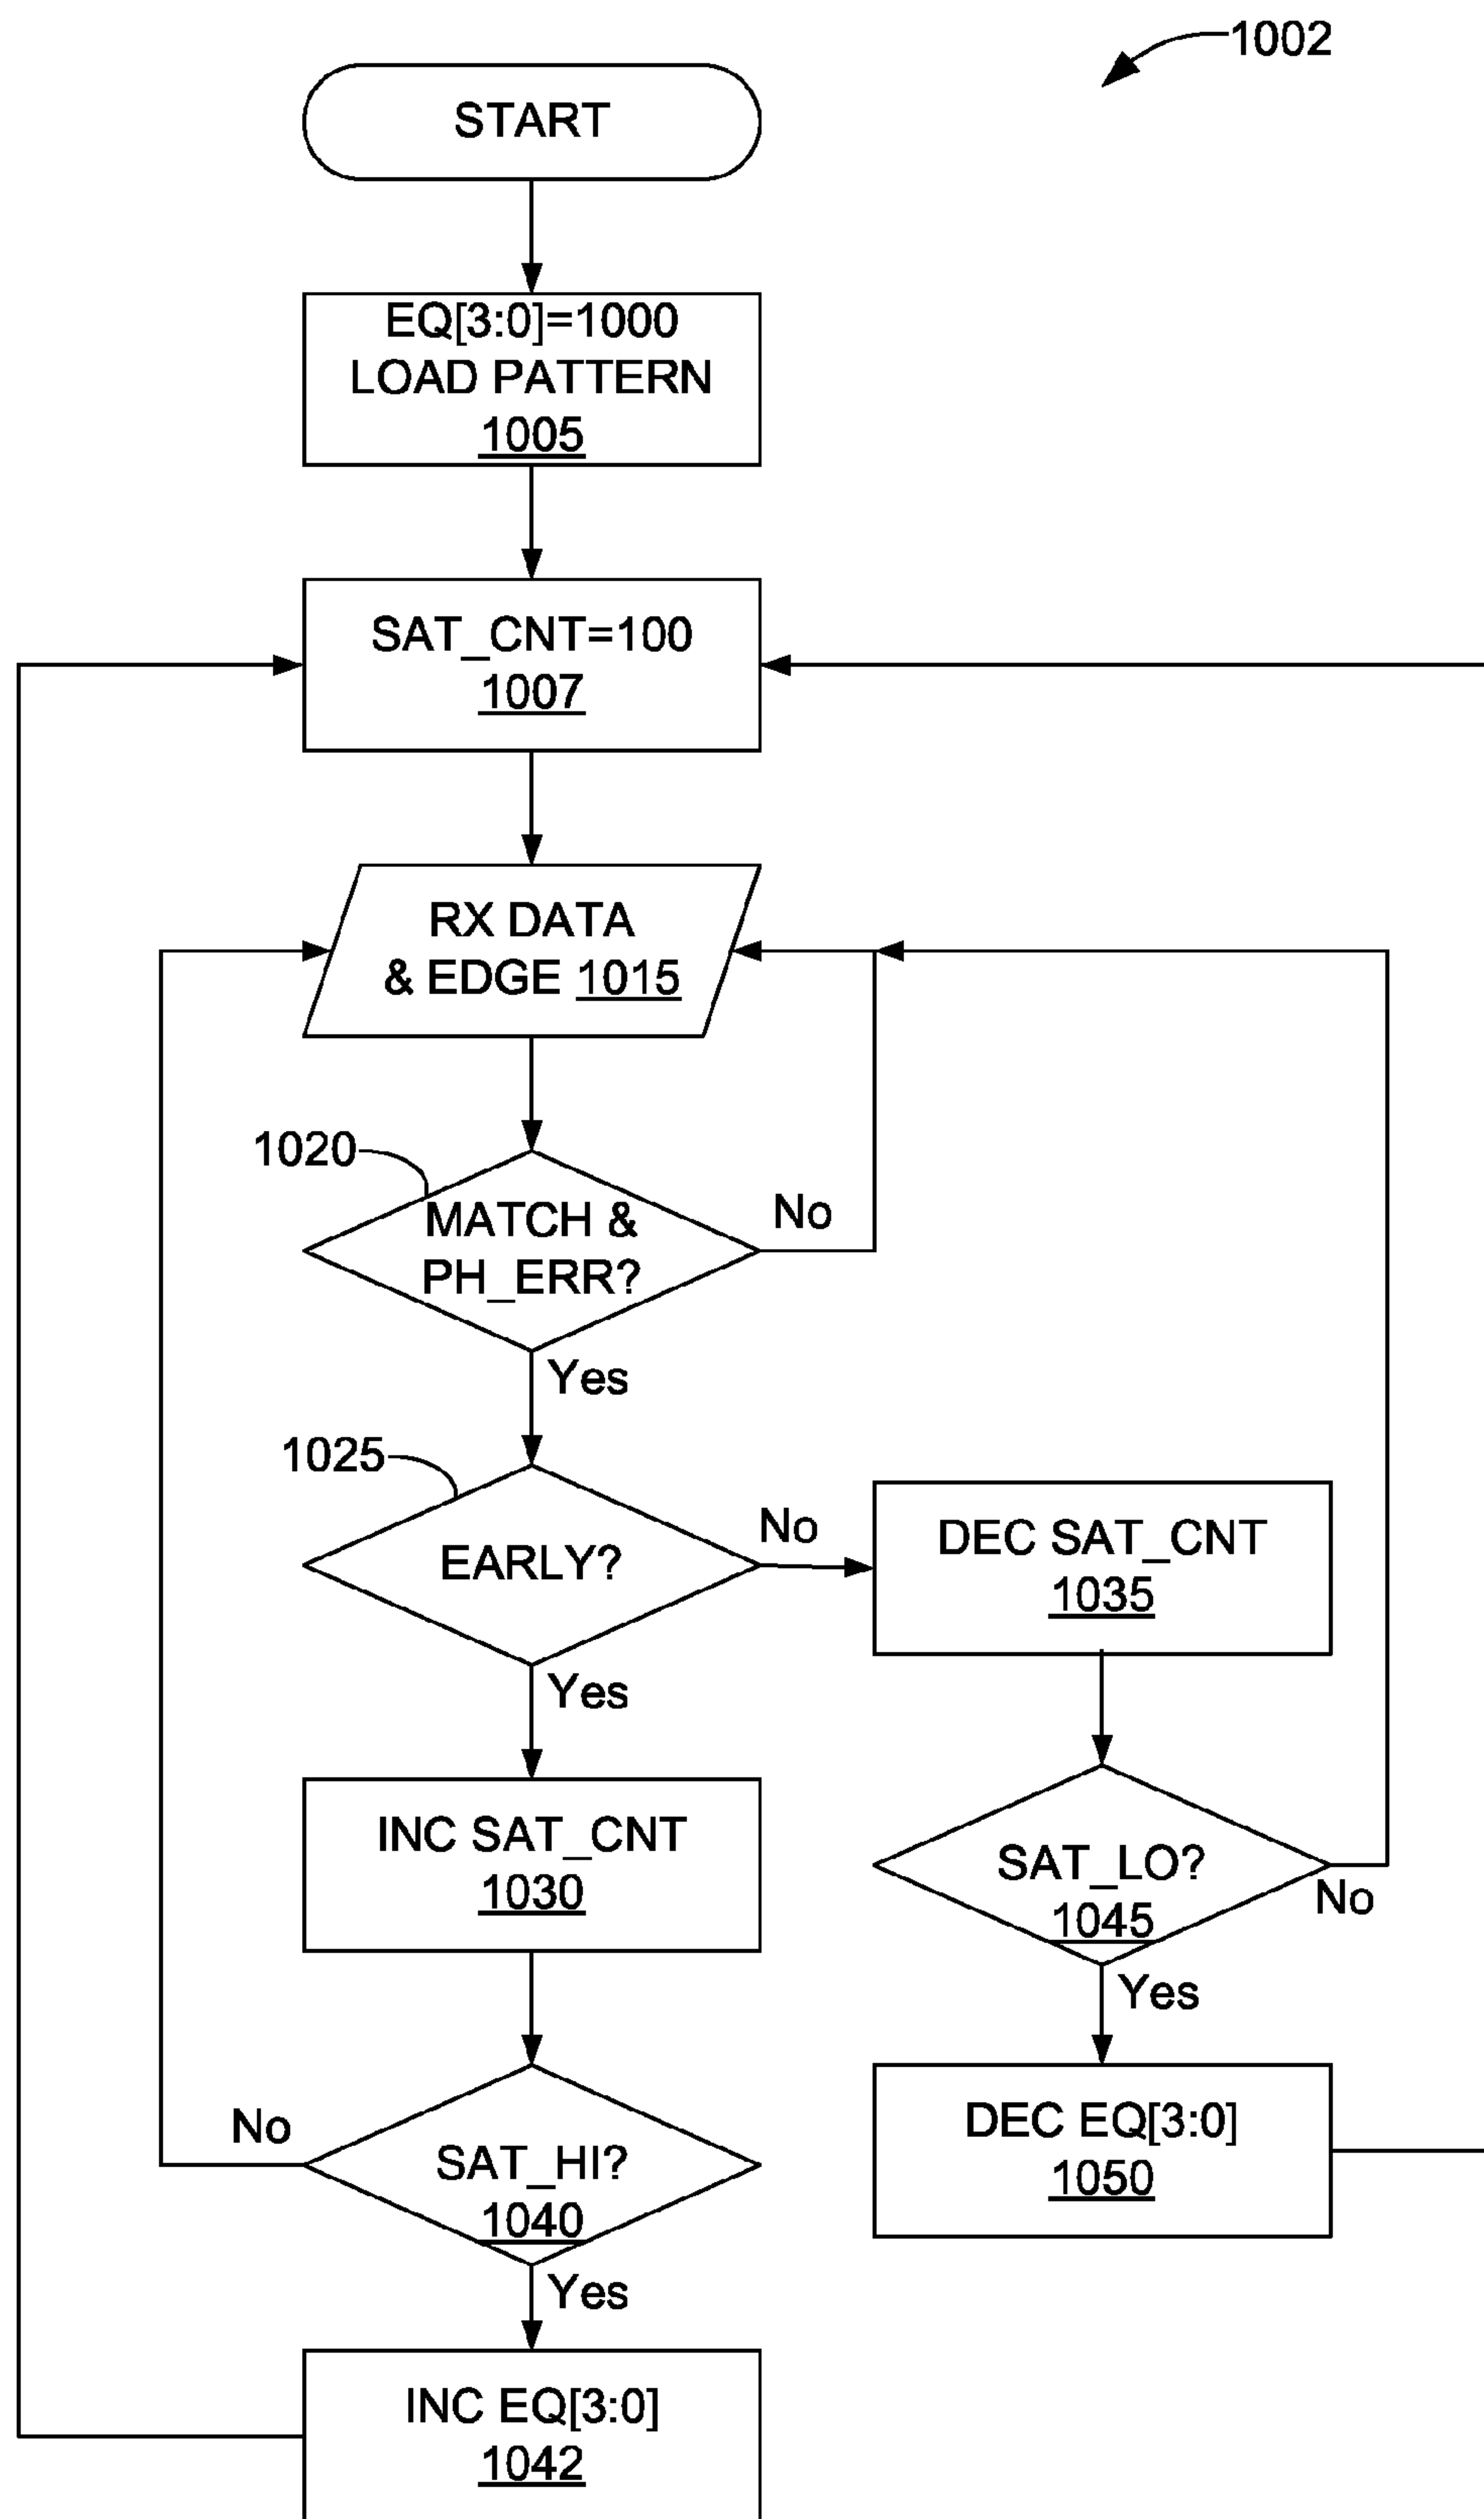 1002
START
EQ[3:0]=1000
LOAD PATTERN
1005
SAT_CNT=100
1007
RX DATA
& EDGE 1015
1020
MATCH &
PH_ERR?
No
Yes
1025
EARLY?
No
Yes
DEC SAT_CNT
1035
INC SAT_CNT
1030
SAT_LO?
1045
No
Yes
DEC EQ[3:0]
1050
No
SAT_HI?
1040
Yes
INC EQ[3:0]
1042